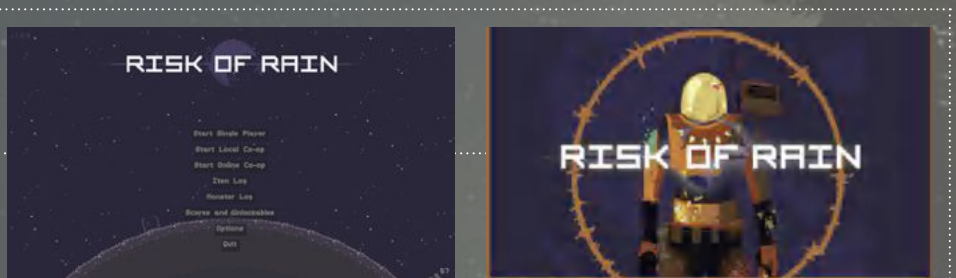 RISK OF RAIN
Start Single Player
Start Local Co-op
Start Online Co-op
Item Log
Monster Log
Scores and Unlockables
Options
Quit
RISK OF RAIN